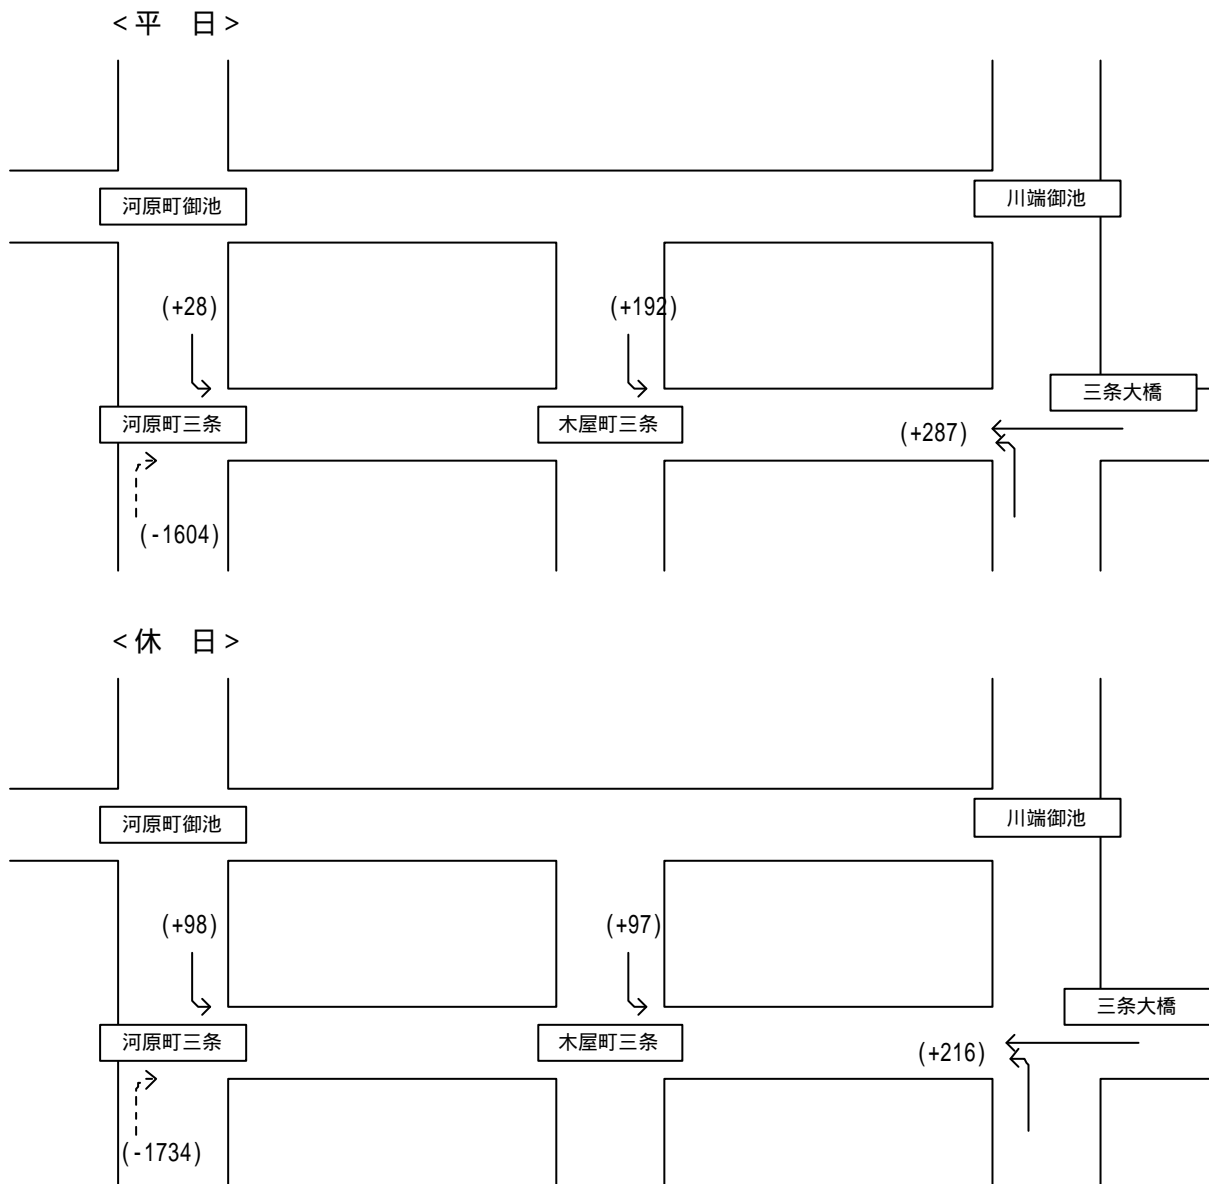 <平 日>
河原町御池
川端御池
(+28)
(+192)
三条大橋
河原町三条
木屋町三条
(+287)
(-1604)
<休 日>
河原町御池
川端御池
(+98)
(+97)
三条大橋
河原町三条
木屋町三条
(+216)
(-1734)